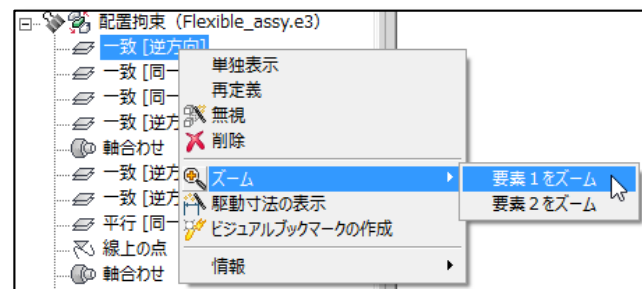 配置拘束（Flexible_assy.e3）
一致 [逆方向]
一致 [同一
一致 [同一
一致 [逆方
軸合わせ
一致 [逆方
一致 [逆方
平行 [同一
線上の点
軸合わせ
単独表示
再定義
無視
削除
ズーム
駆動寸法の表示
ビジュアルブックマークの作成
情報
要素１をズーム
要素２をズーム